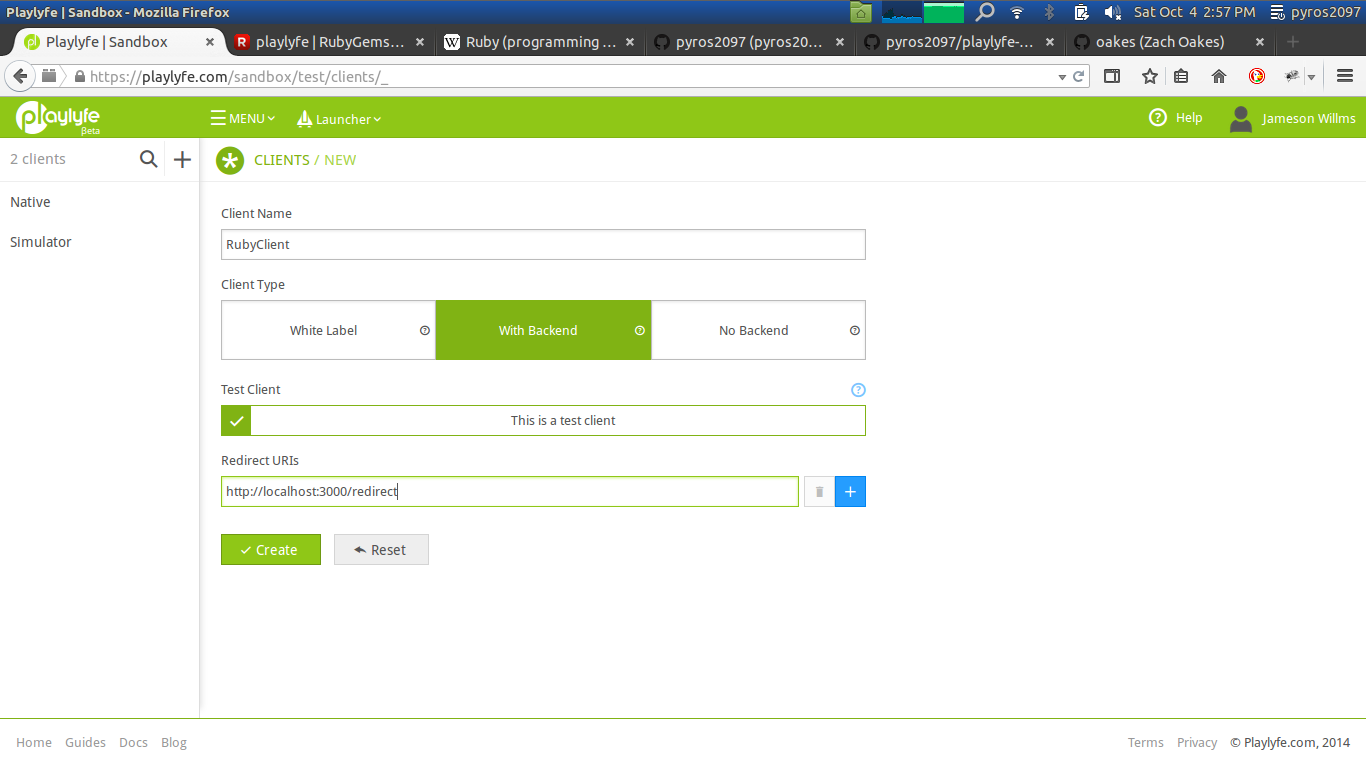 Playlyfe | Sandbox - Mozilla Firefox
Sat Oct 4 2:57 PM pyros2097
Playlyfe | Sandbox
playlyfe | RubyGems...
Ruby (programming ...
pyros2097 (pyros20...
pyros2097/playlyfe-...
oakes (Zach Oakes)
https://playlyfe.com/sandbox/test/clients/_
playlyfe
βeta
MENU
Launcher
Help
Jameson Willms
2 clients
CLIENTS / NEW
Native
Simulator
Client Name
RubyClient
Client Type
White Label
With Backend
No Backend
Test Client
This is a test client
Redirect URIs
http://localhost:3000/redirect
Create
Reset
Home Guides Docs Blog
Terms Privacy © Playlyfe.com, 2014